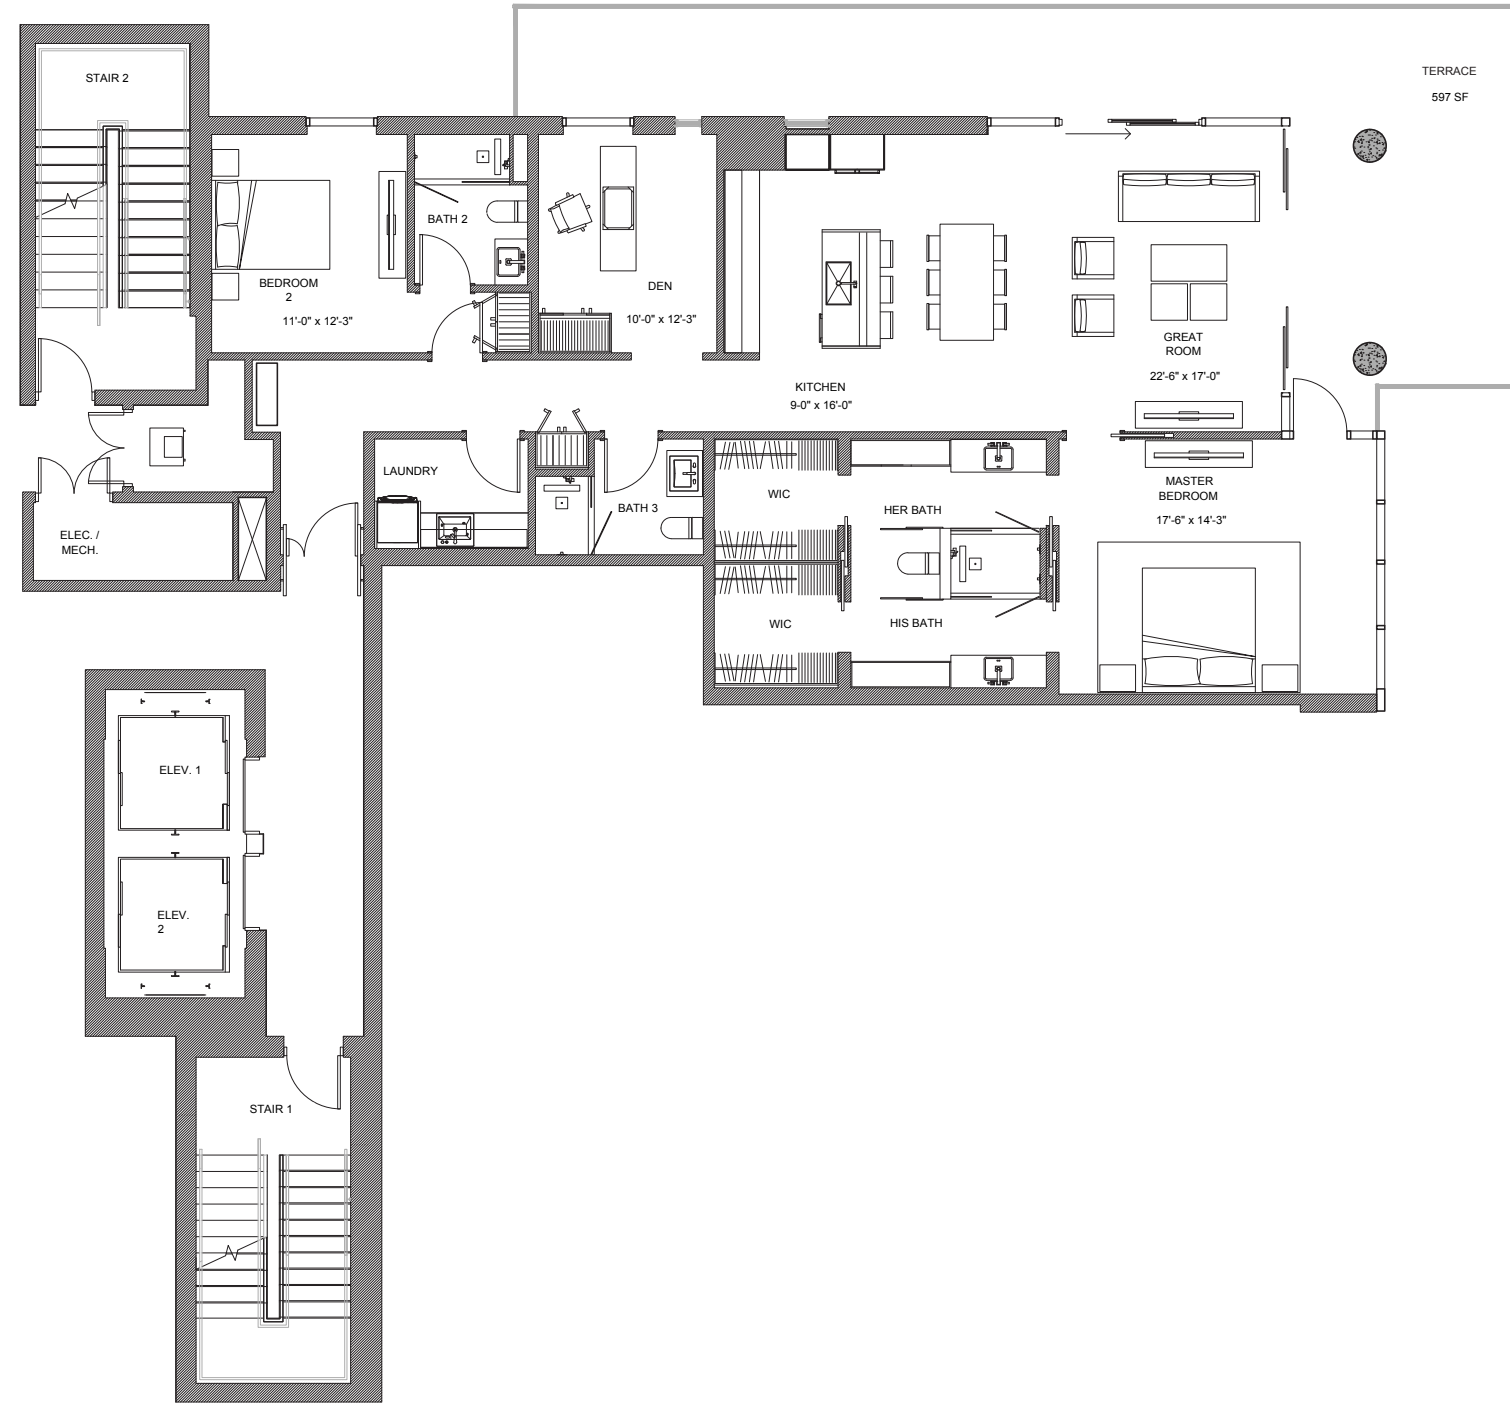 TERRACE
597 SF
STAIR 2
BATH 2
BEDROOM
2
11'-0" x 12'-3"
DEN
10'-0" x 12'-3"
GREAT
ROOM
22'-6" x 17'-0"
KITCHEN
9-0" x 16'-0"
LAUNDRY
BATH 3
WIC
HER BATH
MASTER
BEDROOM
17'-6" x 14'-3"
ELEC. /
MECH.
WIC
HIS BATH
ELEV. 1
ELEV.
2
STAIR 1